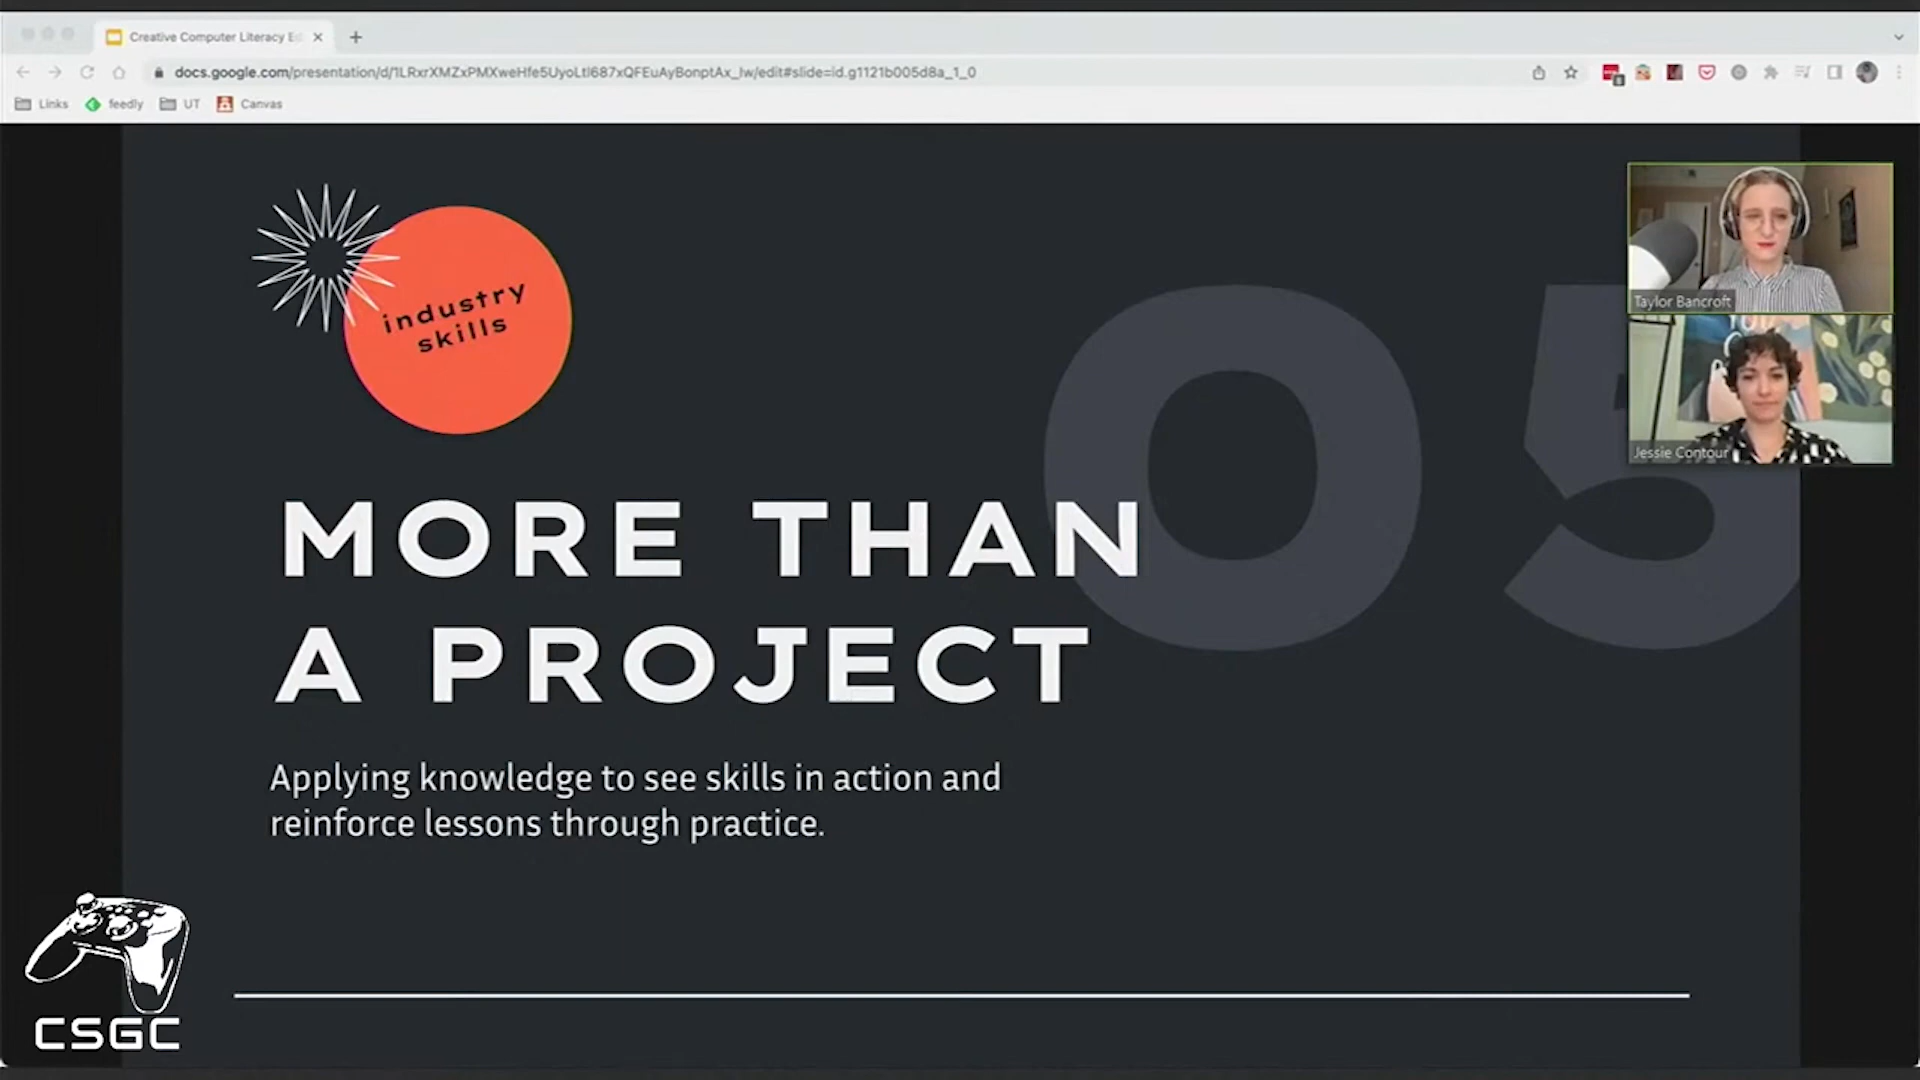 Creative Computer Literacy Es
docs.google.com/presentation/d/1LRxrXMZxPMXweHfe5UyoLtI687xQFEuAyBonptAx_Iw/edit#slide=id.g1121b005d8a_1_0
Links feedly UT Canvas
industry
skills
05
Taylor Bancroft
Jessie Contour
MORE THAN
A PROJECT
Applying knowledge to see skills in action and
reinforce lessons through practice.
CSGC